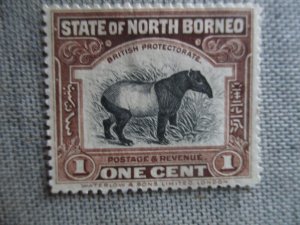 STATE OF NORTH BORNEO
BRITISH PROTECTORATE.
POSTAGE & REVENUE.
1 ONE CENT 1
WATERLOW & SONS LIMITED, LONDON.